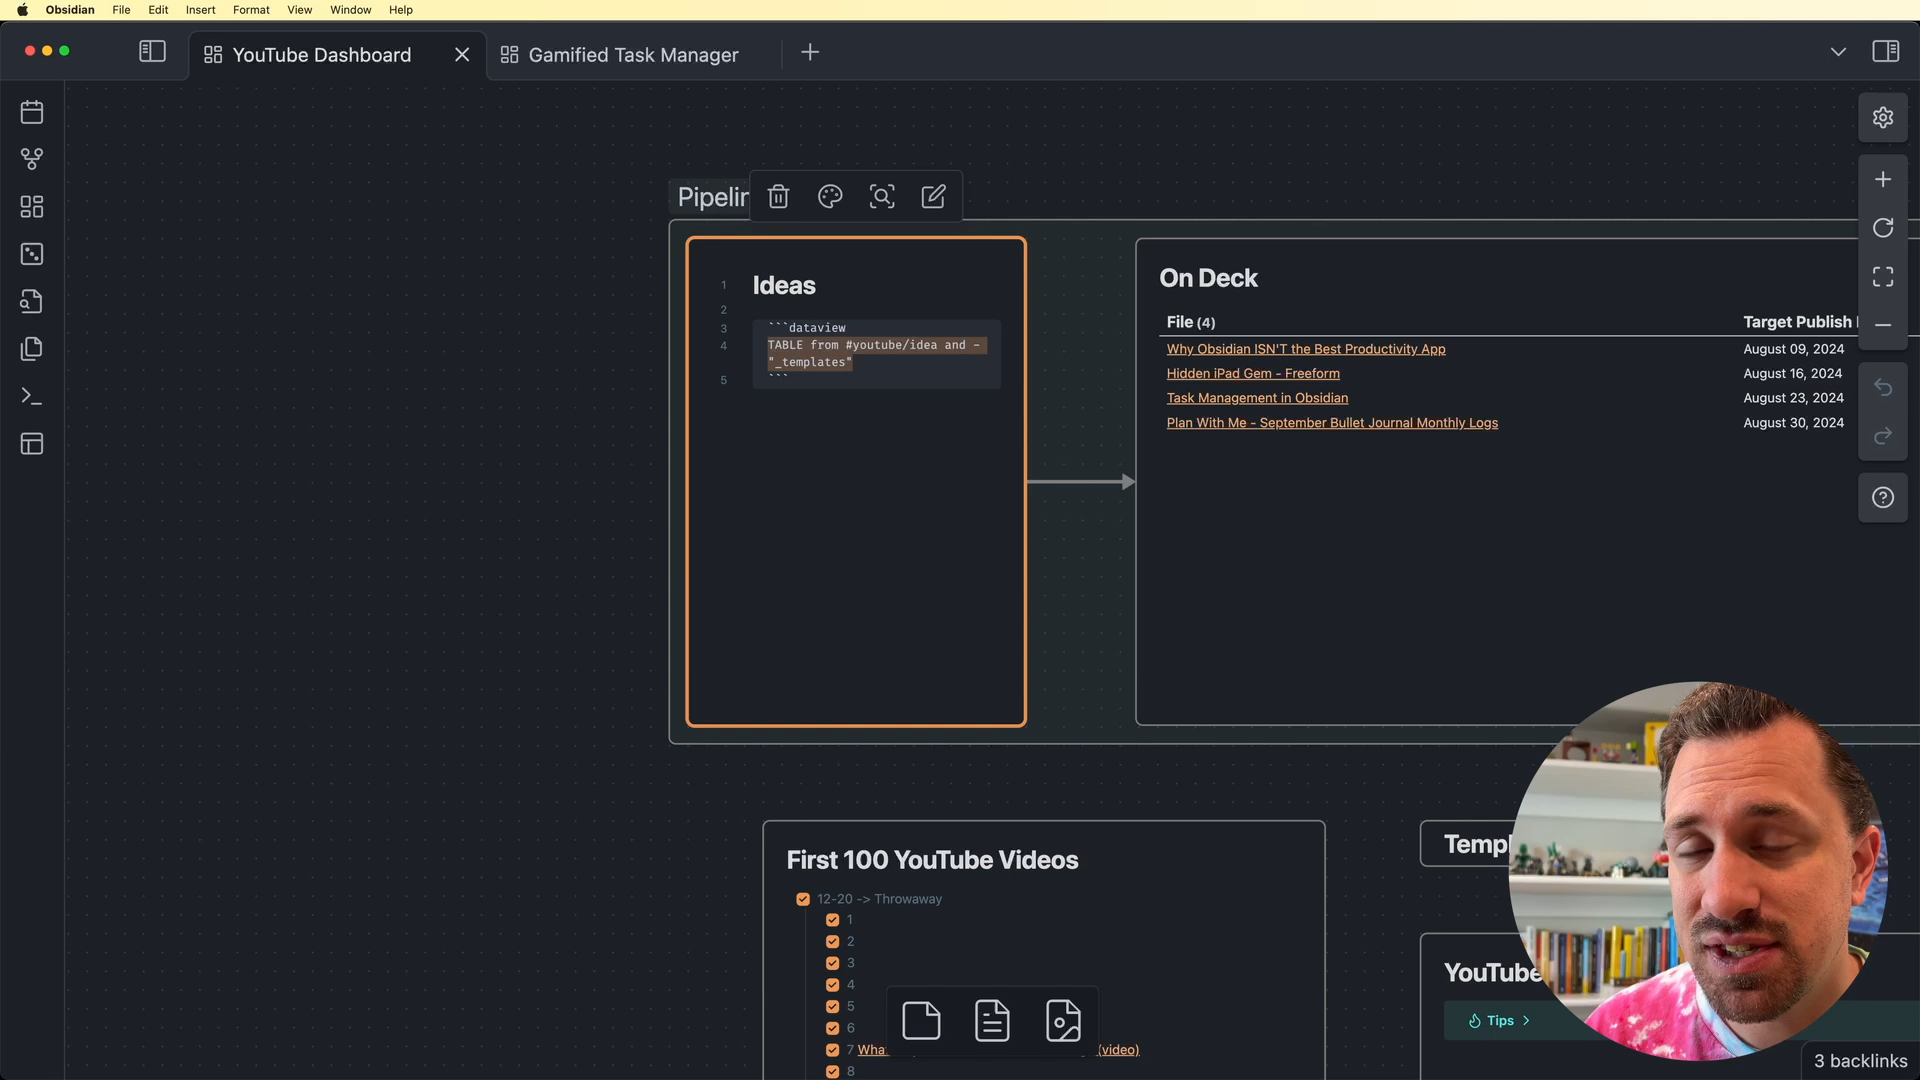 Obsidian File Edit Insert Format View Window Help
YouTube Dashboard
Gamified Task Manager
Pipelin
1 Ideas
2
3 ```dataview
4 TABLE from #youtube/idea and -
"_templates"
5 ```
On Deck
File (4) Target Publish
Why Obsidian ISN'T the Best Productivity App August 09, 2024
Hidden iPad Gem - Freeform August 16, 2024
Task Management in Obsidian August 23, 2024
Plan With Me - September Bullet Journal Monthly Logs August 30, 2024
First 100 YouTube Videos
12-20 -> Throwaway
1
2
3
4
5
6
7 Wha (video)
8
Templ
YouTube
Tips
3 backlinks